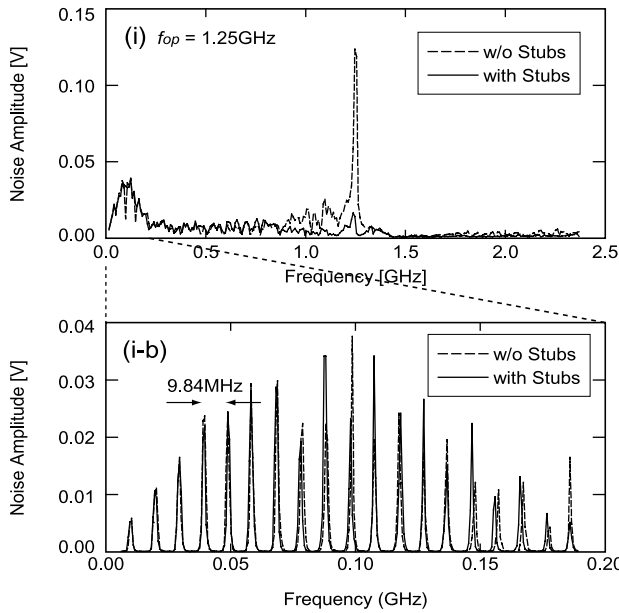 0.15
(i) fop = 1.25GHz
w/o Stubs
with Stubs
0.10
0.05
0.00
Noise Amplitude [V]
0.0 0.5 1.0 1.5 2.0 2.5
Frequency [GHz]
0.04
(i-b)
w/o Stubs
with Stubs
0.03
9.84MHz
0.02
0.01
0.00
Noise Amplitude [V]
0.00 0.05 0.10 0.15 0.20
Frequency (GHz)